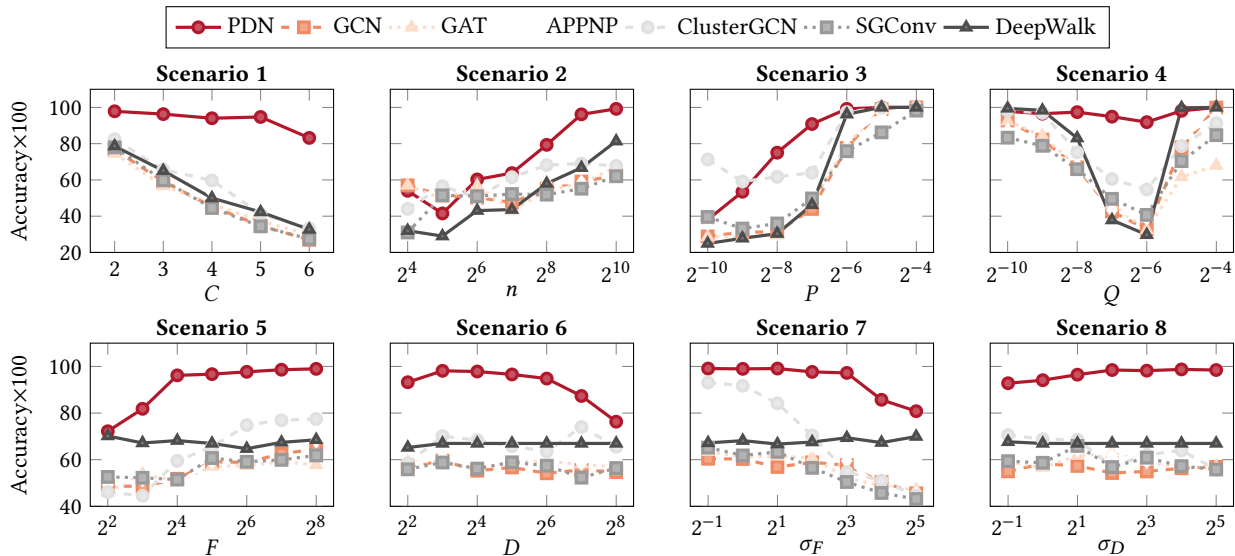 PDN GCN GAT APPNP ClusterGCN SGConv DeepWalk
Scenario 1 Scenario 2 Scenario 3 Scenario 4
Accuracy×100
100
80
60
40
20
2 3 4 5 6
C
2^4 2^6 2^8 2^10
n
2^−10 2^−8 2^−6 2^−4
P
2^−10 2^−8 2^−6 2^−4
Q
Scenario 5 Scenario 6 Scenario 7 Scenario 8
Accuracy×100
100
80
60
40
2^2 2^4 2^6 2^8
F
2^2 2^4 2^6 2^8
D
2^−1 2^1 2^3 2^5
σ_F
2^−1 2^1 2^3 2^5
σ_D